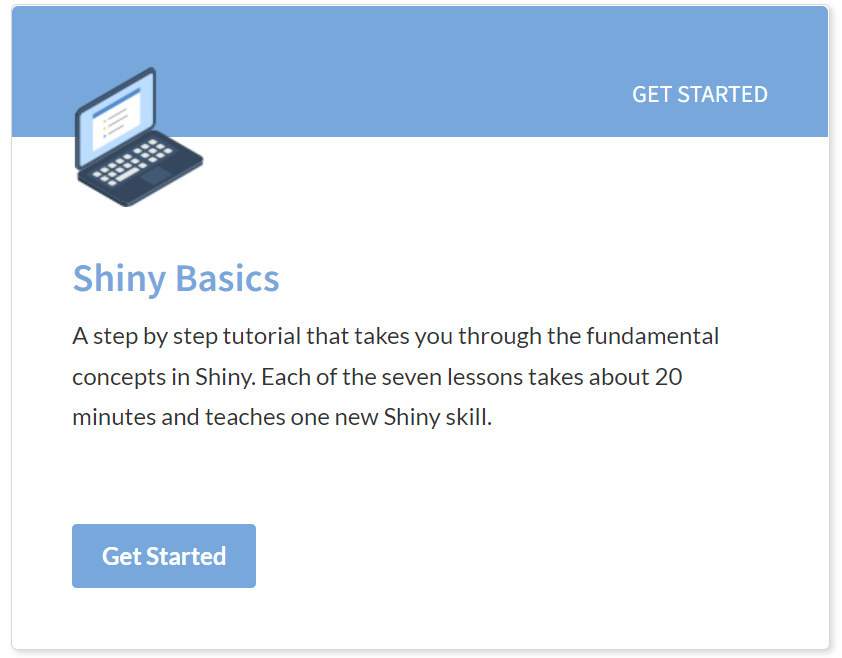 GET STARTED
Shiny Basics
A step by step tutorial that takes you through the fundamental
concepts in Shiny. Each of the seven lessons takes about 20
minutes and teaches one new Shiny skill.
Get Started